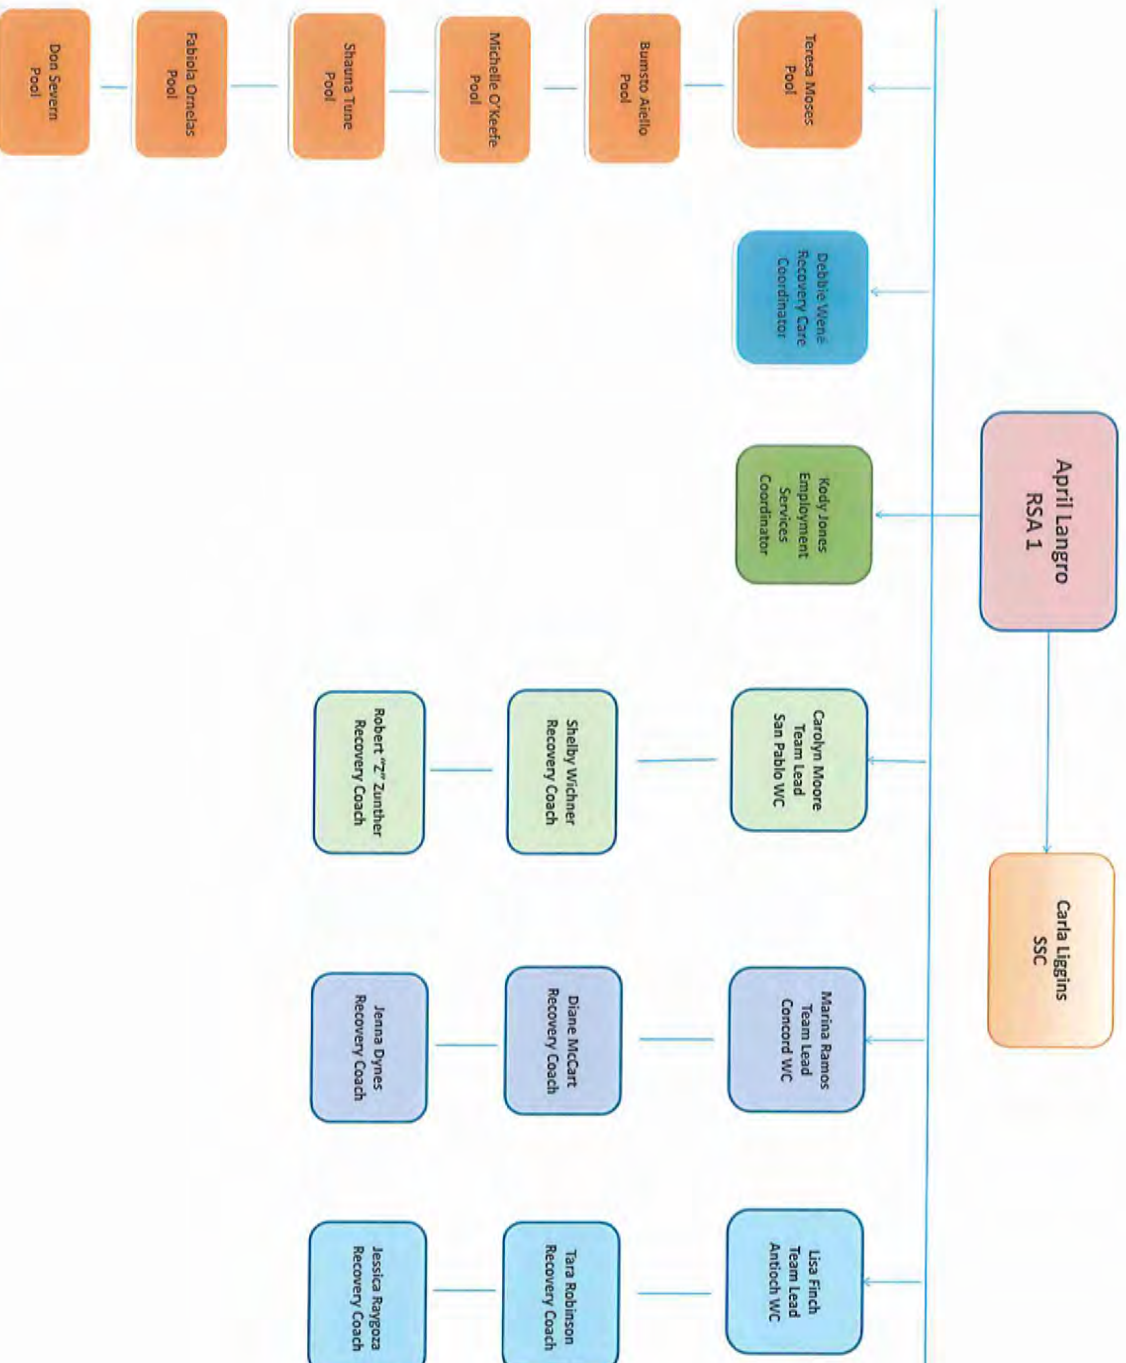 April Langro
RSA 1
Carla Liggins
SSC
Teresa Moses
Pool
Bumsto Aiello
Pool
Michelle O'Keefe
Pool
Shauna Tune
Pool
Fabiola Ornelas
Pool
Don Severn
Pool
Debbie Wené
Recovery Care
Coordinator
Kody Jones
Employment
Services
Coordinator
Carolyn Moore
Team Lead
San Pablo WC
Shelby Wichner
Recovery Coach
Robert "Z" Zunther
Recovery Coach
Marina Ramos
Team Lead
Concord WC
Diane McCart
Recovery Coach
Jenna Dynes
Recovery Coach
Lisa Finch
Team Lead
Antioch WC
Tara Robinson
Recovery Coach
Jessica Raygoza
Recovery Coach